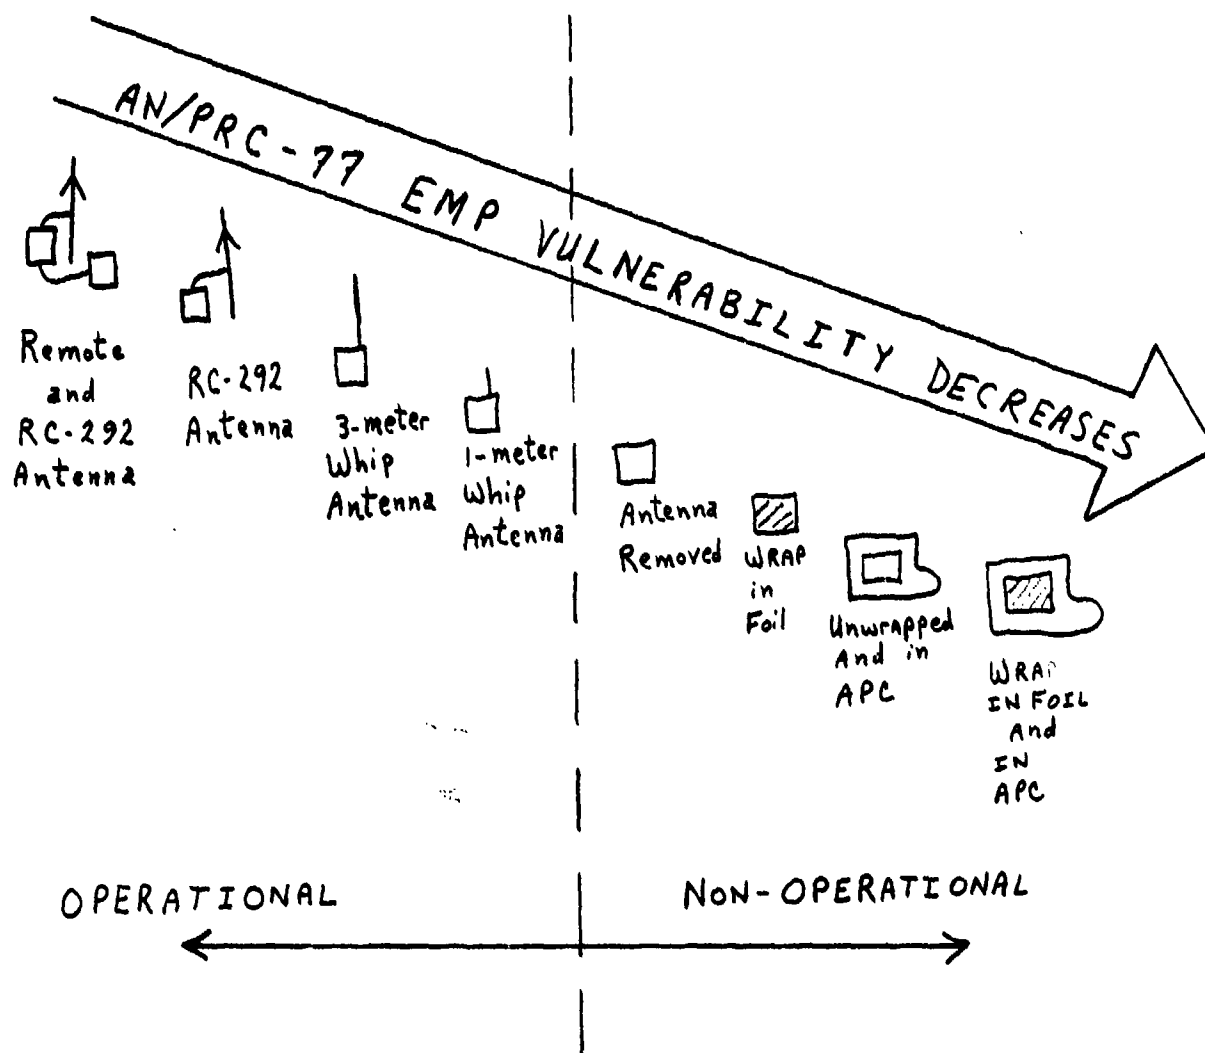 AN/PRC-77 EMP VULNERABILITY DECREASES
Remote
and
RC-292
Antenna
RC-292
Antenna
3-meter
Whip
Antenna
1-meter
Whip
Antenna
Antenna
Removed
WRAP
in
Foil
Unwrapped
And in
APC
WRAP
IN FOIL
And
IN
APC
OPERATIONAL
NON-OPERATIONAL